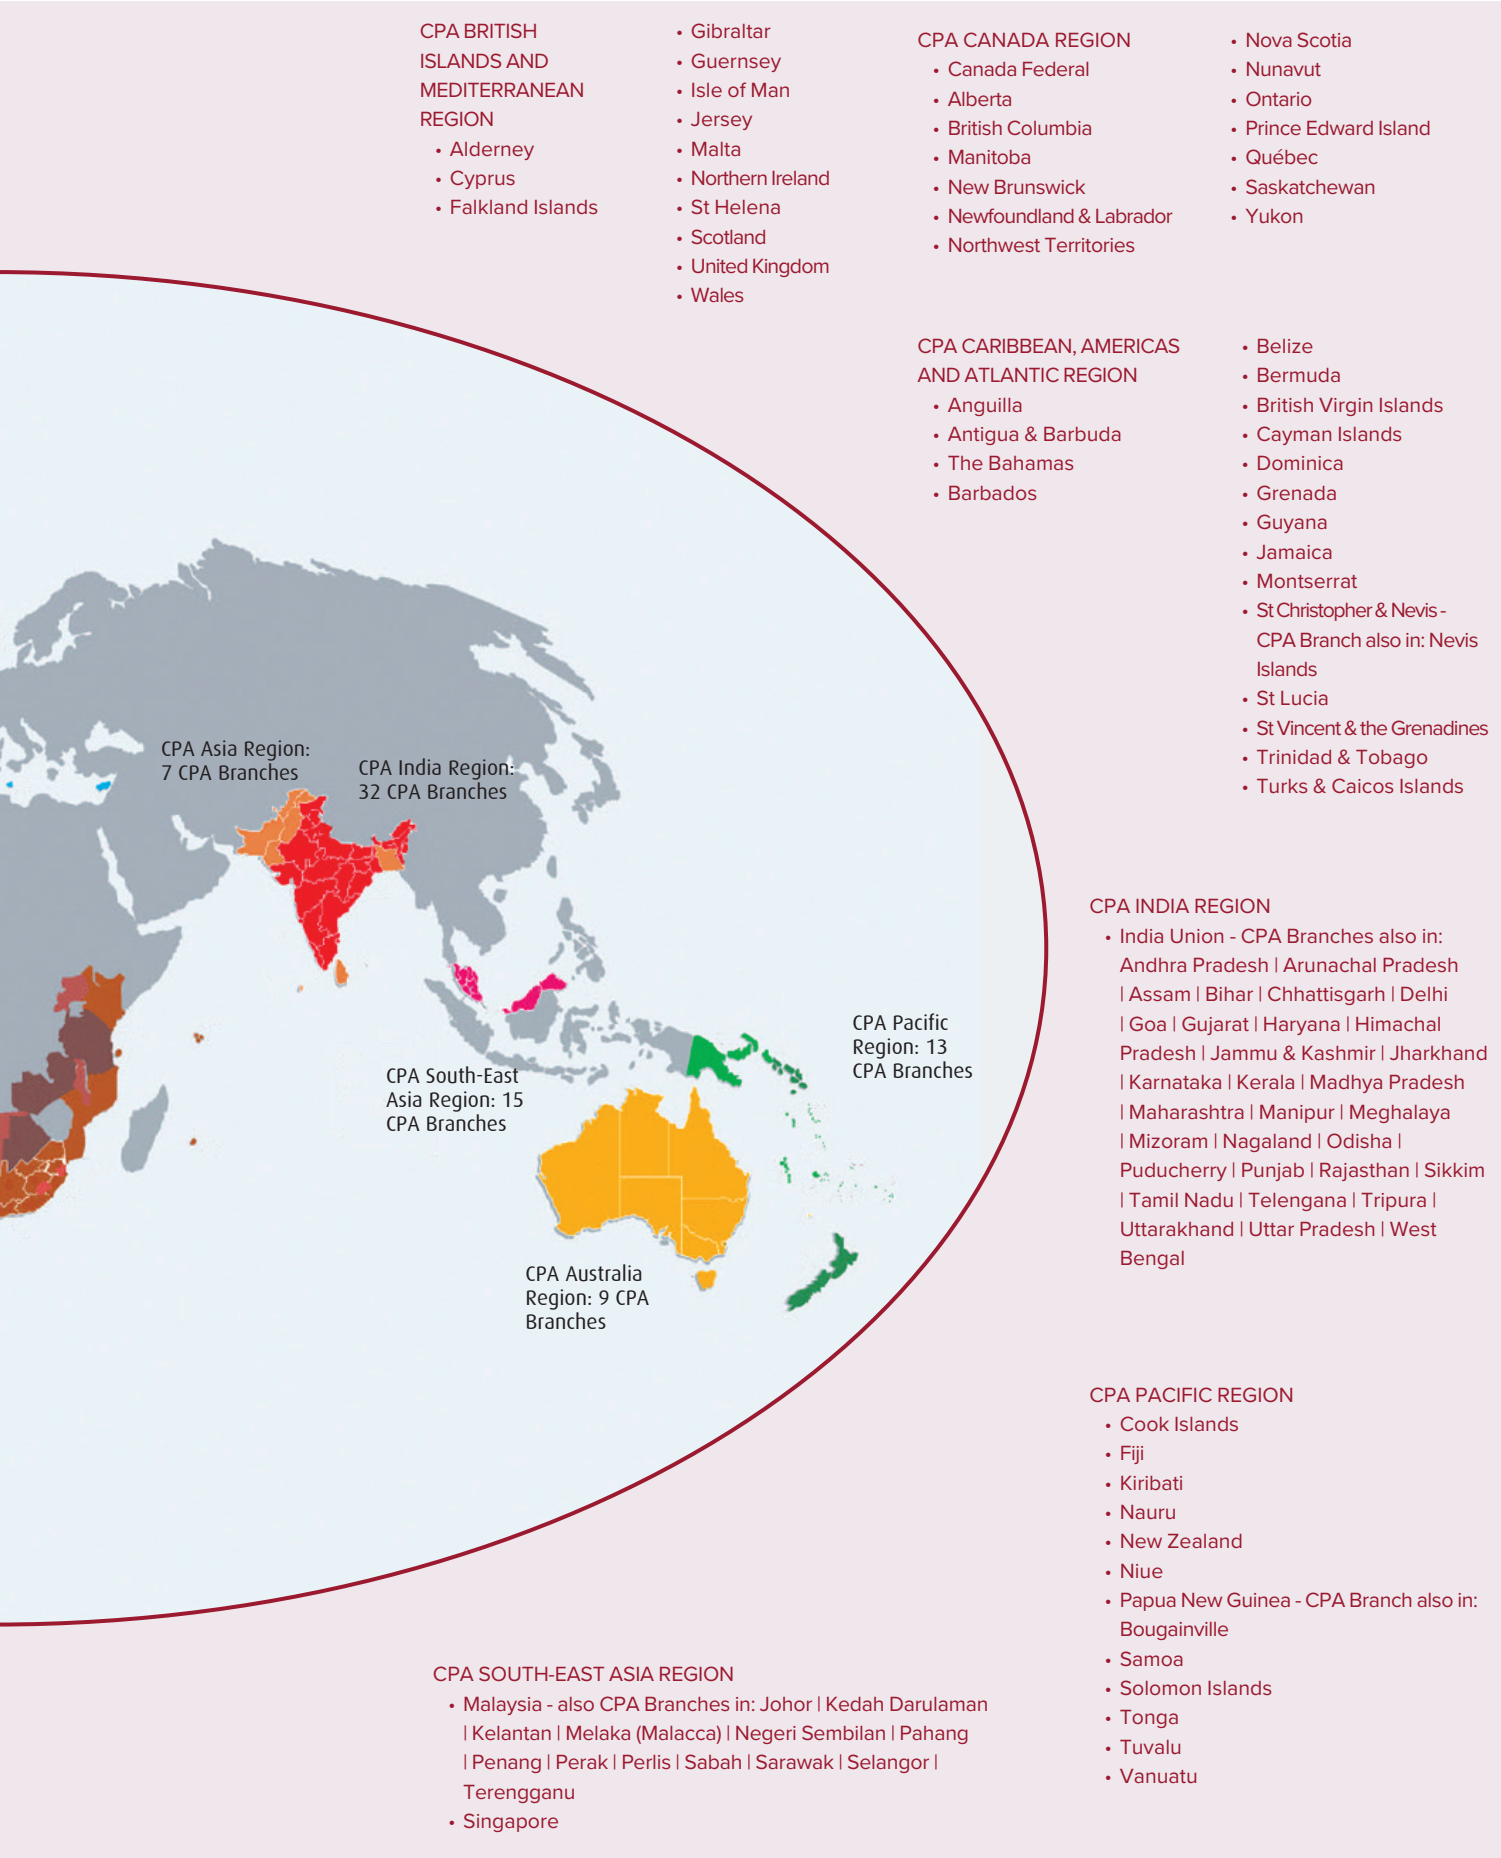 CPA BRITISH
ISLANDS AND
MEDITERRANEAN
REGION
• Alderney
• Cyprus
• Falkland Islands
• Gibraltar
• Guernsey
• Isle of Man
• Jersey
• Malta
• Northern Ireland
• St Helena
• Scotland
• United Kingdom
• Wales
CPA CANADA REGION
• Canada Federal
• Alberta
• British Columbia
• Manitoba
• New Brunswick
• Newfoundland & Labrador
• Northwest Territories
• Nova Scotia
• Nunavut
• Ontario
• Prince Edward Island
• Québec
• Saskatchewan
• Yukon
CPA CARIBBEAN, AMERICAS
AND ATLANTIC REGION
• Anguilla
• Antigua & Barbuda
• The Bahamas
• Barbados
• Belize
• Bermuda
• British Virgin Islands
• Cayman Islands
• Dominica
• Grenada
• Guyana
• Jamaica
• Montserrat
• St Christopher & Nevis -
CPA Branch also in: Nevis
Islands
• St Lucia
• St Vincent & the Grenadines
• Trinidad & Tobago
• Turks & Caicos Islands
CPA Asia Region:
7 CPA Branches
CPA India Region:
32 CPA Branches
CPA South-East
Asia Region: 15
CPA Branches
CPA Pacific
Region: 13
CPA Branches
CPA Australia
Region: 9 CPA
Branches
CPA INDIA REGION
• India Union - CPA Branches also in:
Andhra Pradesh | Arunachal Pradesh
| Assam | Bihar | Chhattisgarh | Delhi
| Goa | Gujarat | Haryana | Himachal
Pradesh | Jammu & Kashmir | Jharkhand
| Karnataka | Kerala | Madhya Pradesh
| Maharashtra | Manipur | Meghalaya
| Mizoram | Nagaland | Odisha |
Puducherry | Punjab | Rajasthan | Sikkim
| Tamil Nadu | Telengana | Tripura |
Uttarakhand | Uttar Pradesh | West
Bengal
CPA PACIFIC REGION
• Cook Islands
• Fiji
• Kiribati
• Nauru
• New Zealand
• Niue
• Papua New Guinea - CPA Branch also in:
Bougainville
• Samoa
• Solomon Islands
• Tonga
• Tuvalu
• Vanuatu
CPA SOUTH-EAST ASIA REGION
• Malaysia - also CPA Branches in: Johor | Kedah Darulaman
| Kelantan | Melaka (Malacca) | Negeri Sembilan | Pahang
| Penang | Perak | Perlis | Sabah | Sarawak | Selangor |
Terengganu
• Singapore